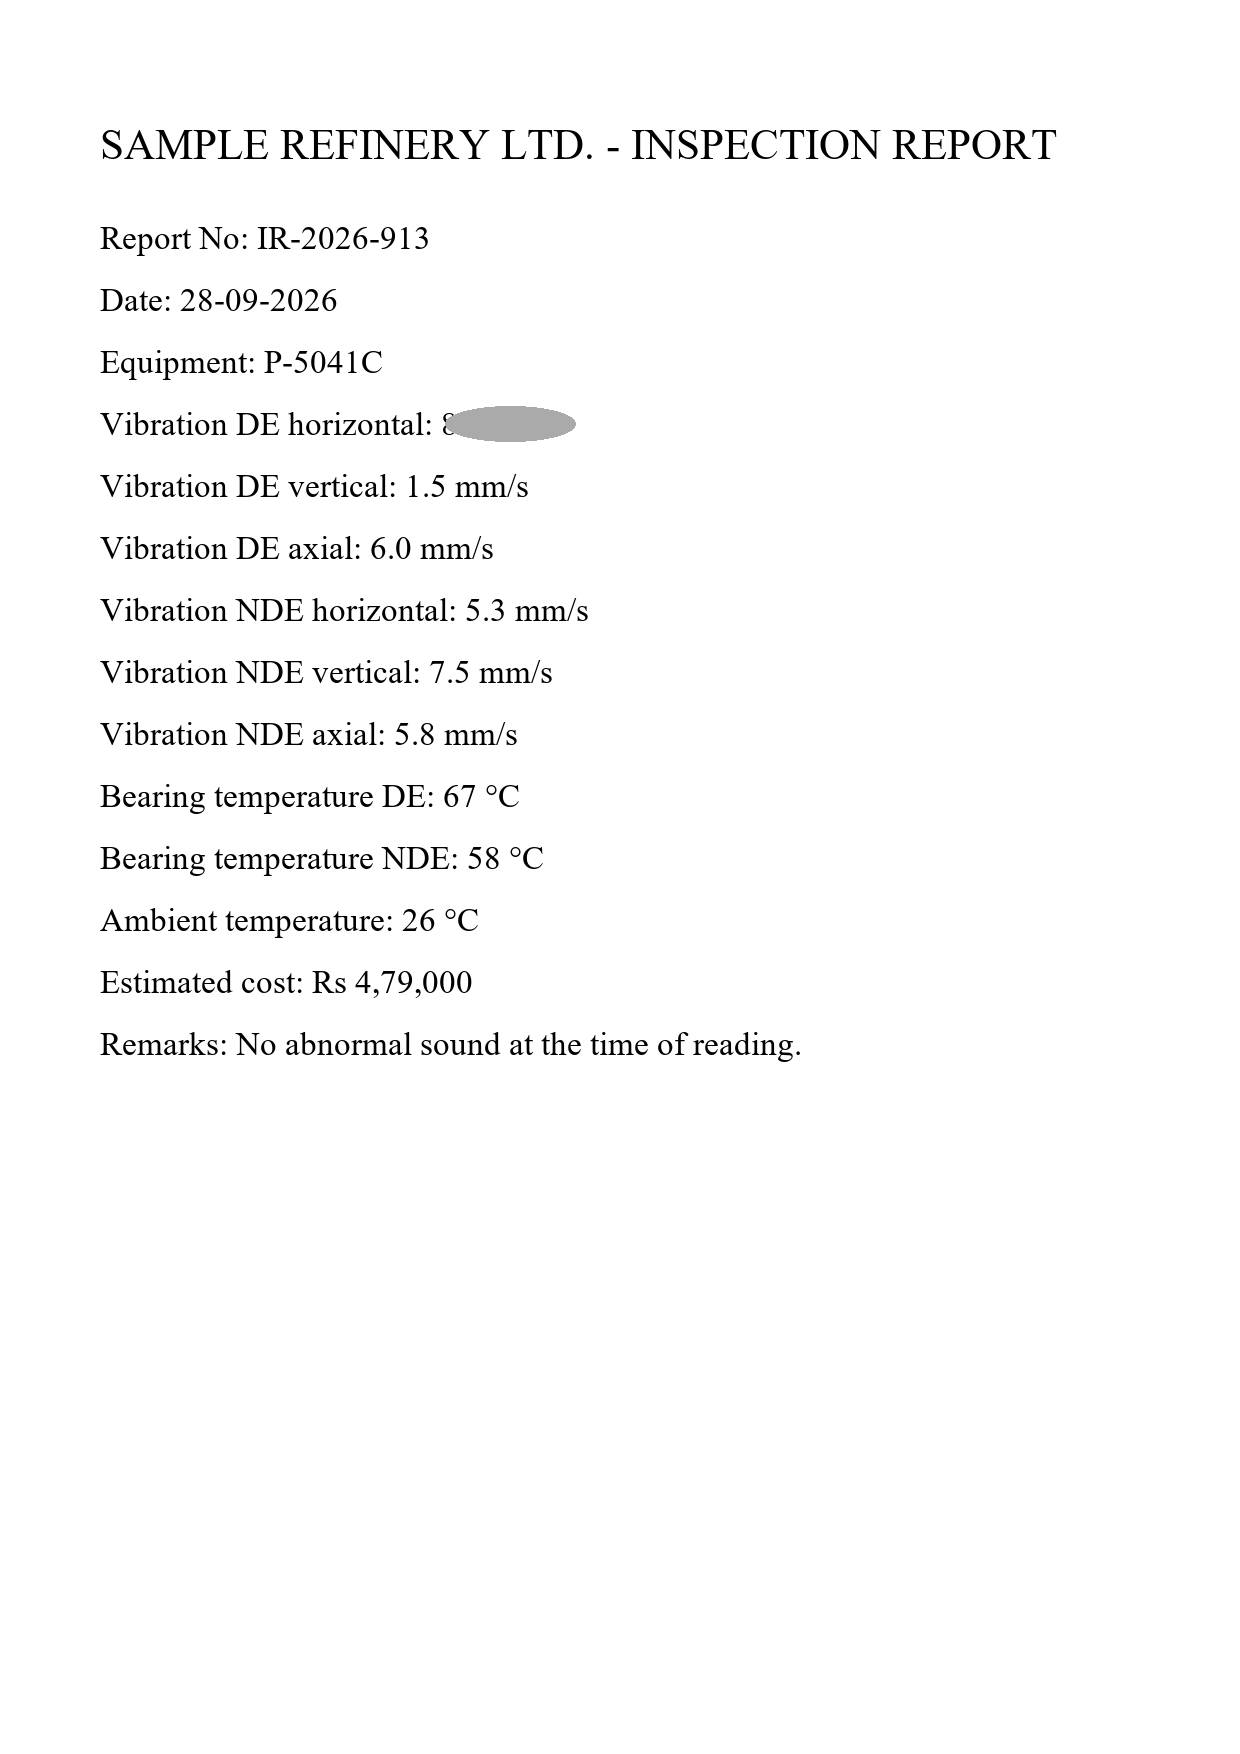 SAMPLE REFINERY LTD. - INSPECTION REPORT
Report No: IR-2026-913
Date: 28-09-2026
Equipment: P-5041C
Vibration DE horizontal:
Vibration DE vertical: 1.5 mm/s
Vibration DE axial: 6.0 mm/s
Vibration NDE horizontal: 5.3 mm/s
Vibration NDE vertical: 7.5 mm/s
Vibration NDE axial: 5.8 mm/s
Bearing temperature DE: 67 °C
Bearing temperature NDE: 58 °C
Ambient temperature: 26 °C
Estimated cost: Rs 4,79,000
Remarks: No abnormal sound at the time of reading.